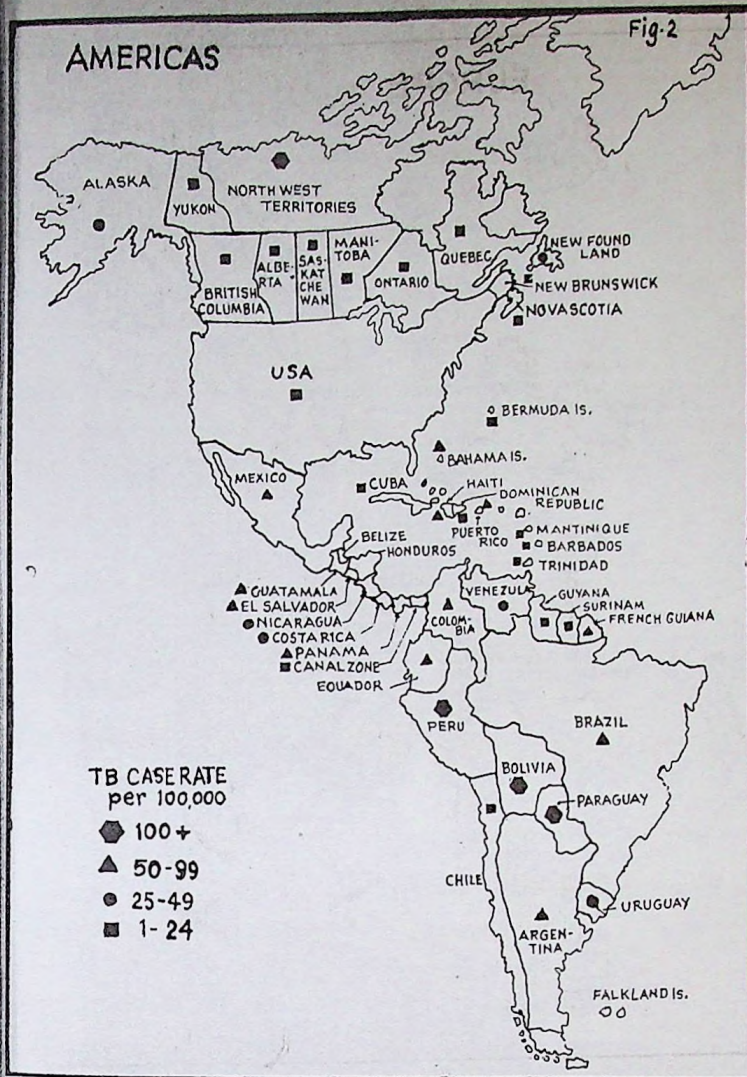 Fig-2
AMERICAS
ALASKA
YUKON
NORTH WEST
TERRITORIES
BRITISH
COLUMBIA
ALBE-
RTA
SAS-
KAT
CHE
WAN
MANI-
TOBA
ONTARIO
QUEBEC
NEW FOUND
LAND
NEW BRUNSWICK
NOVASCOTIA
USA
BERMUDA IS.
BAHAMA IS.
MEXICO
CUBA
HAITI
DOMINICAN
REPUBLIC
PUERTO
RICO
MANTINIQUE
BARBADOS
TRINIDAD
BELIZE
HONDUROS
GUATAMALA
EL SALVADOR
NICARAGUA
COSTA RICA
PANAMA
CANAL ZONE
EQUADOR
COLOM-
BIA
VENEZULA
GUYANA
SURINAM
FRENCH GUIANA
PERU
BRAZIL
BOLIVIA
PARAGUAY
CHILE
URUGUAY
ARGEN-
TINA
FALKLAND IS.
TB CASE RATE
per 100,000
100+
50-99
25-49
1-24